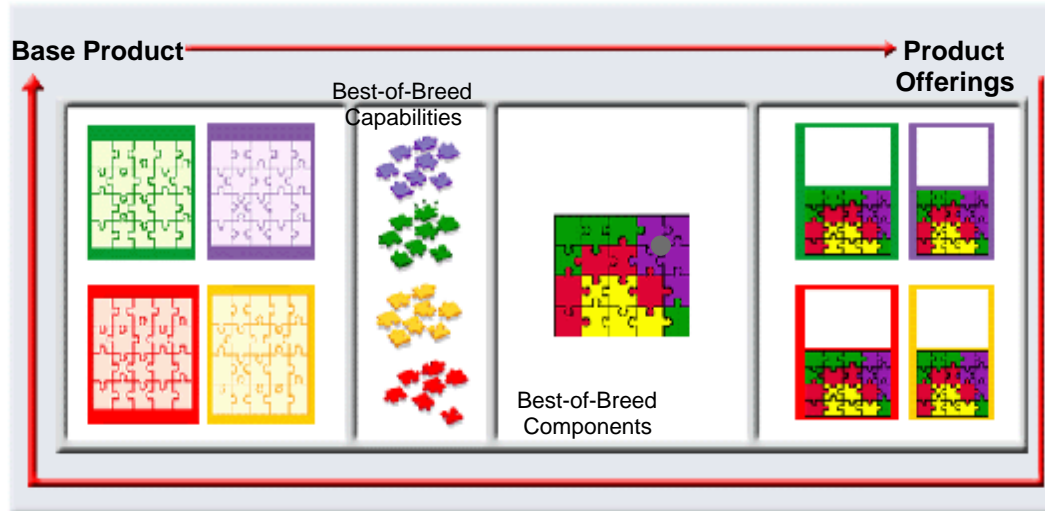 Base Product
Product
Offerings
Best-of-Breed
Capabilities
Best-of-Breed
Components